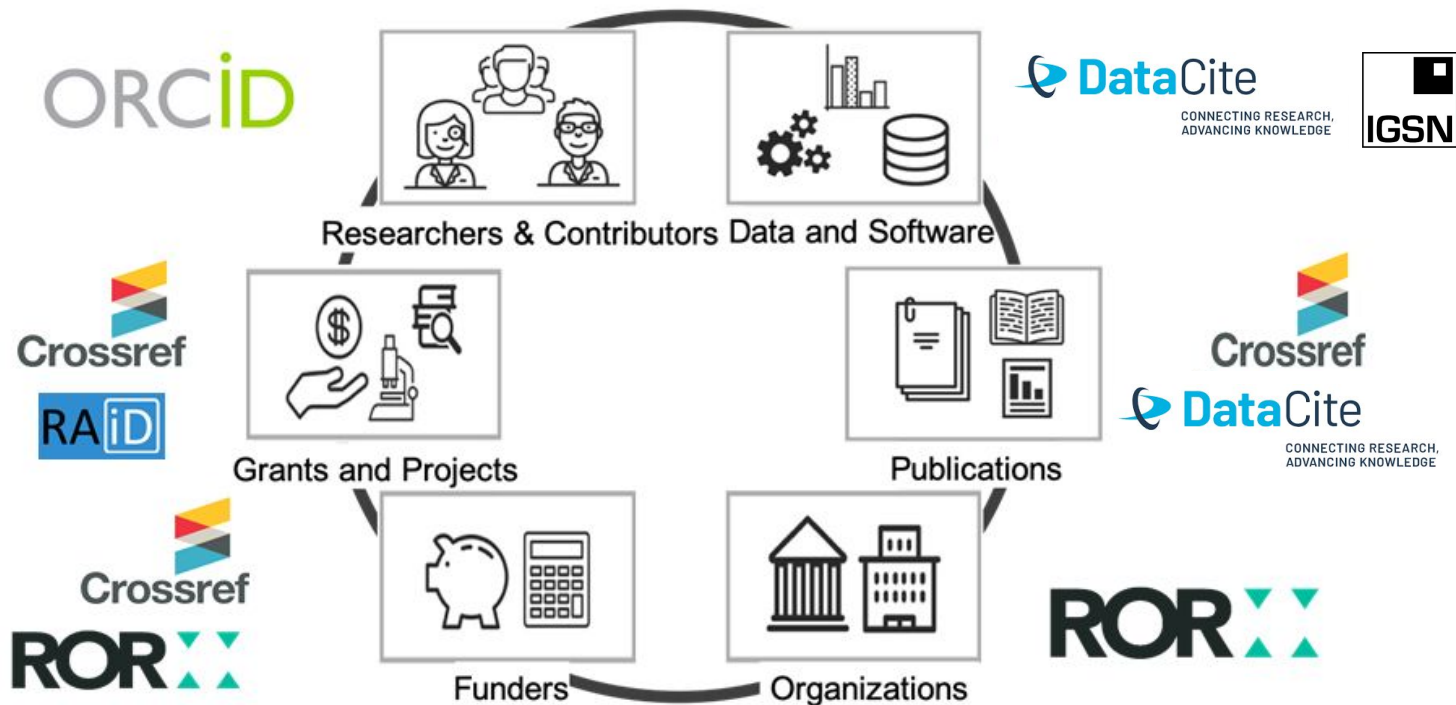 ORCiD
DataCite
CONNECTING RESEARCH,
ADVANCING KNOWLEDGE
IGSN
Researchers & Contributors
Data and Software
Crossref
RAiD
$
Grants and Projects
Crossref
DataCite
CONNECTING RESEARCH,
ADVANCING KNOWLEDGE
Publications
Crossref
ROR
Funders
Organizations
ROR